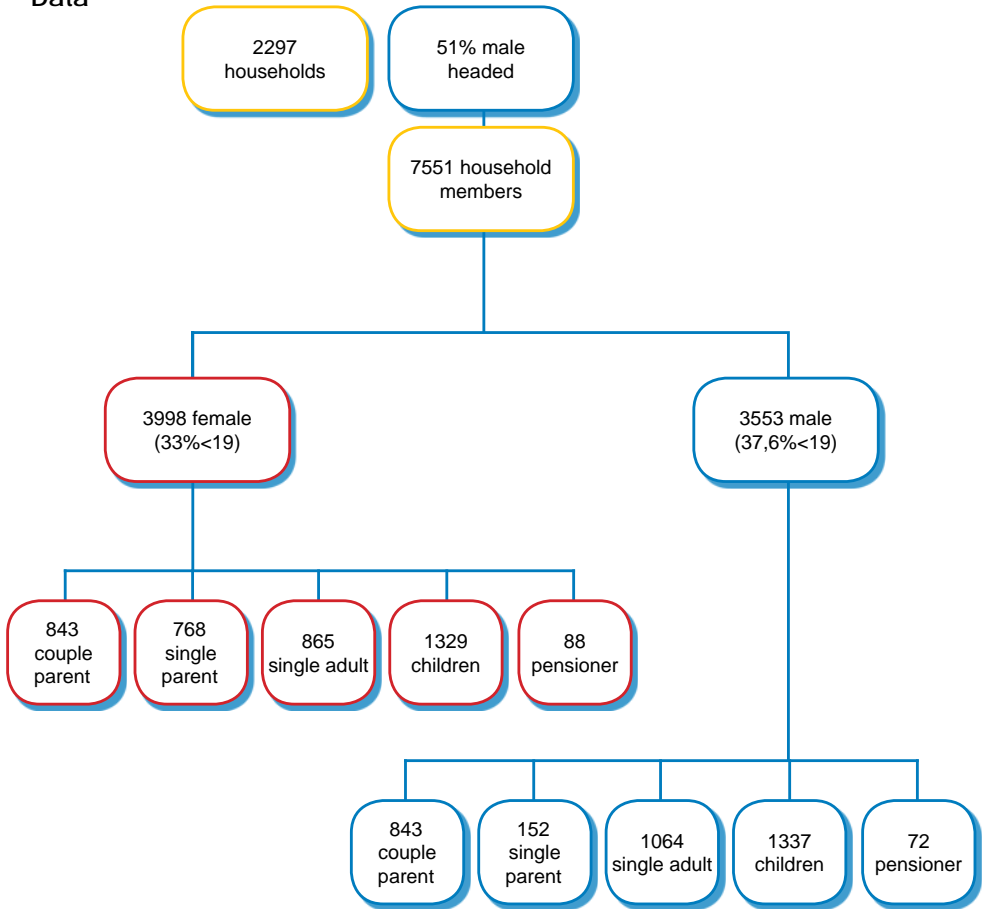 Data
2297
households
51% male
headed
7551 household
members
3998 female
(33%<19)
3553 male
(37,6%<19)
843
couple
parent
768
single
parent
865
single adult
1329
children
88
pensioner
843
couple
parent
152
single
parent
1064
single adult
1337
children
72
pensioner